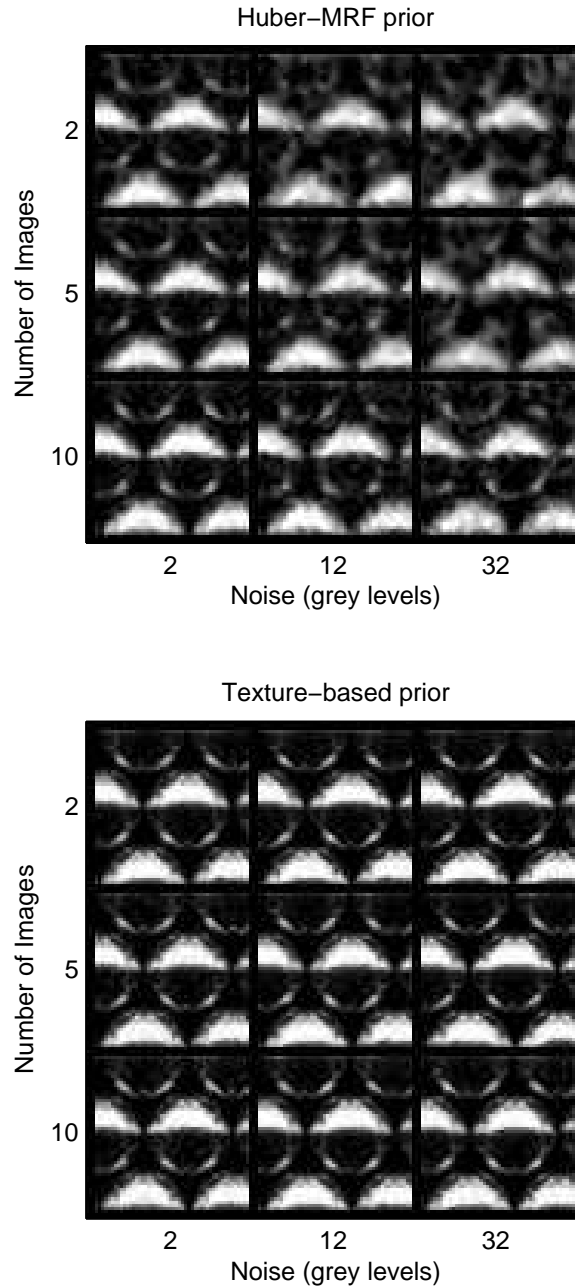 Huber−MRF prior
Number of Images
2
5
10
2 12 32
Noise (grey levels)
Texture−based prior
Number of Images
2
5
10
2 12 32
Noise (grey levels)